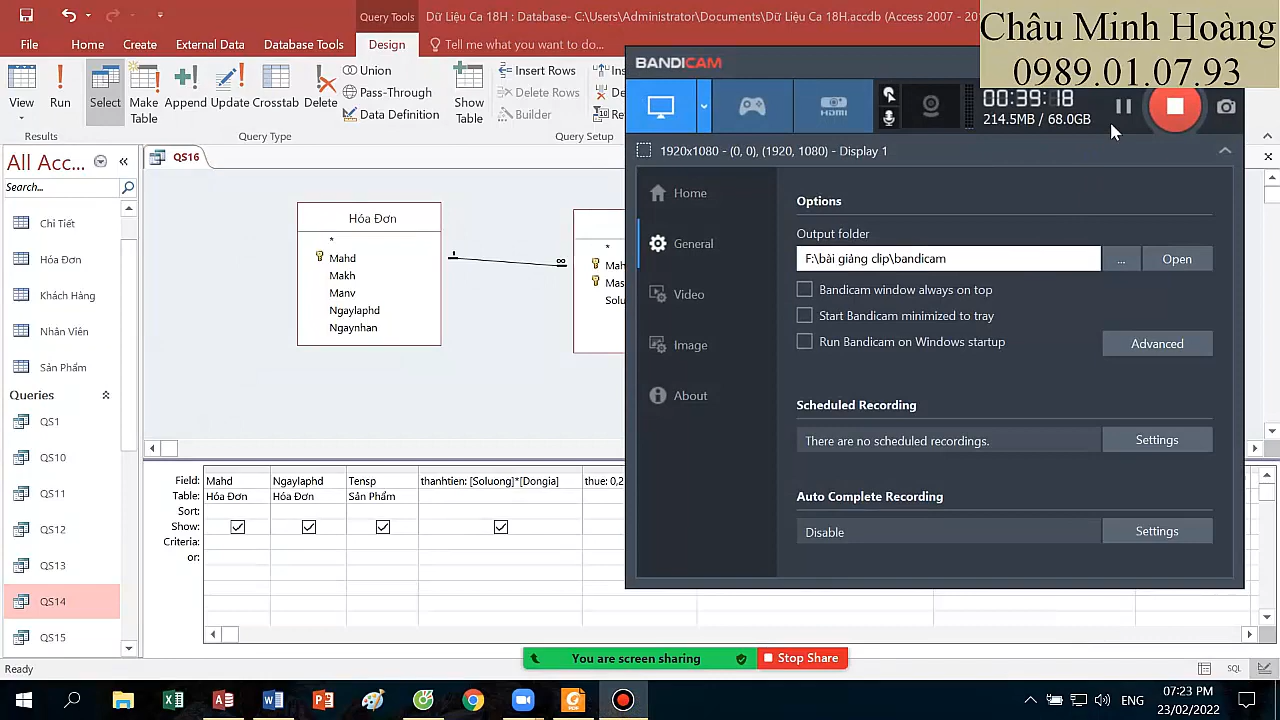 Query Tools
Dữ Liệu Ca 18H : Database- C:\Users\Administrator\Documents\Dữ Liệu Ca 18H.accdb (Access 2007 - 20
Châu Minh Hoàng
0989.01.07.93
File
Home
Create
External Data
Database Tools
Design
Tell me what you want to do...
View
Run
Select
Make Table
Append
Update
Crosstab
Delete
Union
Pass-Through
Data Definition
Show Table
Insert Rows
Delete Rows
Builder
Results
Query Type
Query Setup
BANDICAM
HDMI
00:39:18
214.5MB / 68.0GB
1920x1080 - (0, 0), (1920, 1080) - Display 1
Home
General
Video
Image
About
Options
Output folder
F:\bài giảng clip\bandicam
...
Open
Bandicam window always on top
Start Bandicam minimized to tray
Run Bandicam on Windows startup
Advanced
Scheduled Recording
There are no scheduled recordings.
Settings
Auto Complete Recording
Disable
Settings
All Acc...
Search...
Chi Tiết
Hóa Đơn
Khách Hàng
Nhân Viên
Sản Phẩm
Queries
QS1
QS10
QS11
QS12
QS13
QS14
QS15
QS16
Hóa Đơn
*
Mahd
Makh
Manv
Ngaylaphd
Ngaynhan
1
∞
*
Mah
Mas
Solu
Field: Mahd Ngaylaphd Tensp thanhtien: [Soluong]*[Dongia] thue: 0,2
Table: Hóa Đơn Hóa Đơn Sản Phẩm
Sort:
Show:
Criteria:
or:
You are screen sharing
Stop Share
Ready
SQL
ENG
07:23 PM
23/02/2022